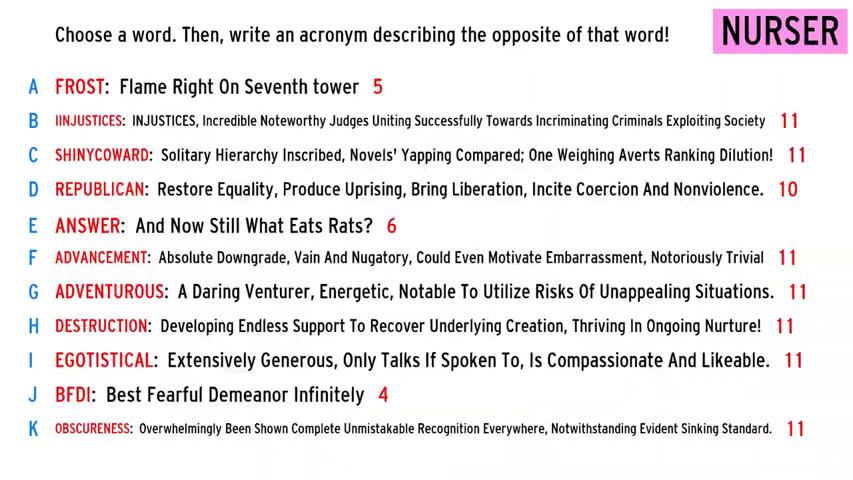 Choose a word. Then, write an acronym describing the opposite of that word!
NURSER
A FROST: Flame Right On Seventh tower 5
B IINJUSTICES: INJUSTICES, Incredible Noteworthy Judges Uniting Successfully Towards Incriminating Criminals Exploiting Society 11
C SHINYCOWARD: Solitary Hierarchy Inscribed, Novels' Yapping Compared; One Weighing Averts Ranking Dilution! 11
D REPUBLICAN: Restore Equality, Produce Uprising, Bring Liberation, Incite Coercion And Nonviolence. 10
E ANSWER: And Now Still What Eats Rats? 6
F ADVANCEMENT: Absolute Downgrade, Vain And Nugatory, Could Even Motivate Embarrassment, Notoriously Trivial 11
G ADVENTUROUS: A Daring Venturer, Energetic, Notable To Utilize Risks Of Unappealing Situations. 11
H DESTRUCTION: Developing Endless Support To Recover Underlying Creation, Thriving In Ongoing Nurture! 11
I EGOTISTICAL: Extensively Generous, Only Talks If Spoken To, Is Compassionate And Likeable. 11
J BFDI: Best Fearful Demeanor Infinitely 4
K OBSCURENESS: Overwhelmingly Been Shown Complete Unmistakable Recognition Everywhere, Notwithstanding Evident Sinking Standard. 11